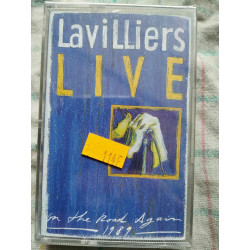 LaviLLiers
LIVE
on the Road Again
1989